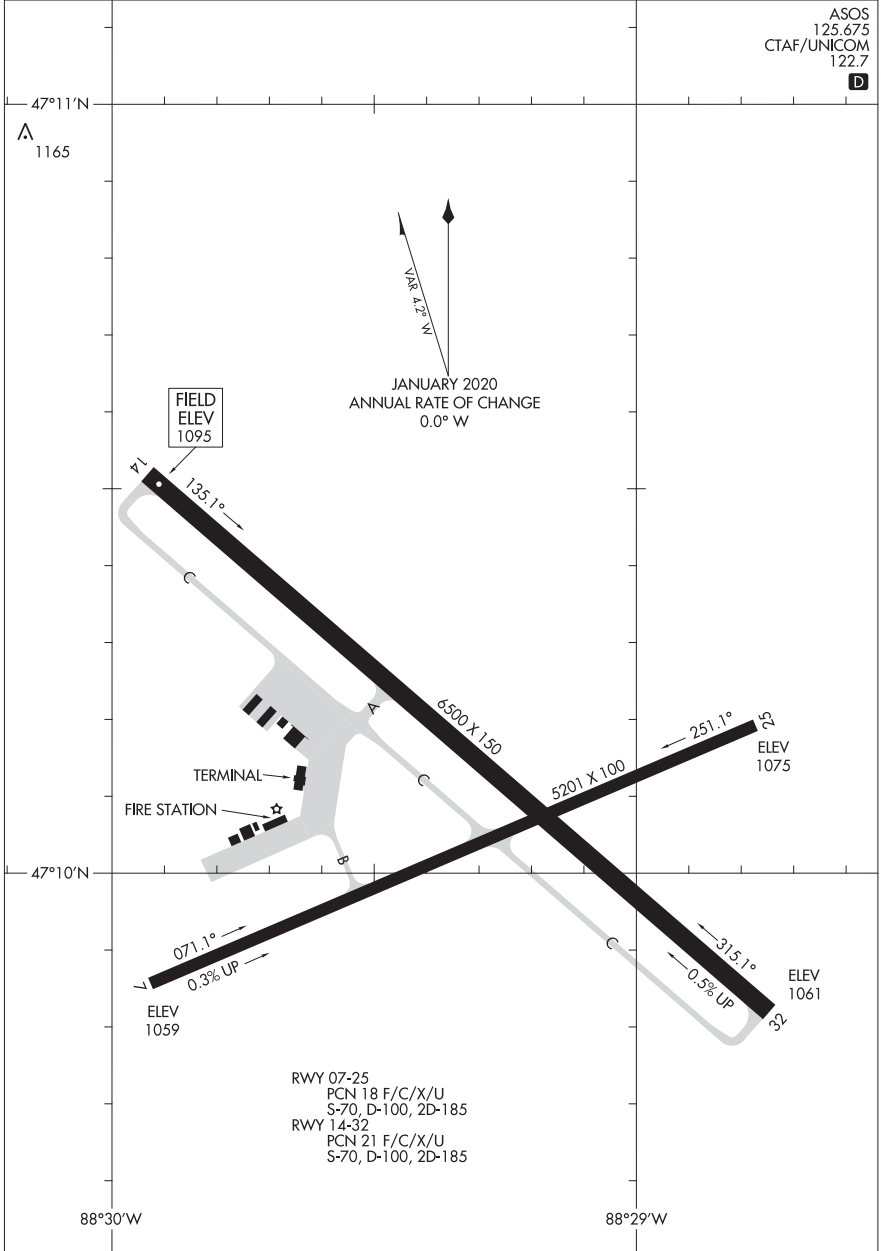 ASOS
125.675
CTAF/UNICOM
122.7
D
47°11'N
1165
VAR 4.2° W
JANUARY 2020
ANNUAL RATE OF CHANGE
0.0° W
FIELD
ELEV
1095
14
135.1°
C
A
6500 X 150
251.1°
25
ELEV
1075
TERMINAL
C
5201 X 100
FIRE STATION
B
47°10'N
C
071.1°
0.3% UP
7
ELEV
1059
315.1°
0.5% UP
ELEV
1061
32
RWY 07-25
PCN 18 F/C/X/U
S-70, D-100, 2D-185
RWY 14-32
PCN 21 F/C/X/U
S-70, D-100, 2D-185
88°30'W
88°29'W